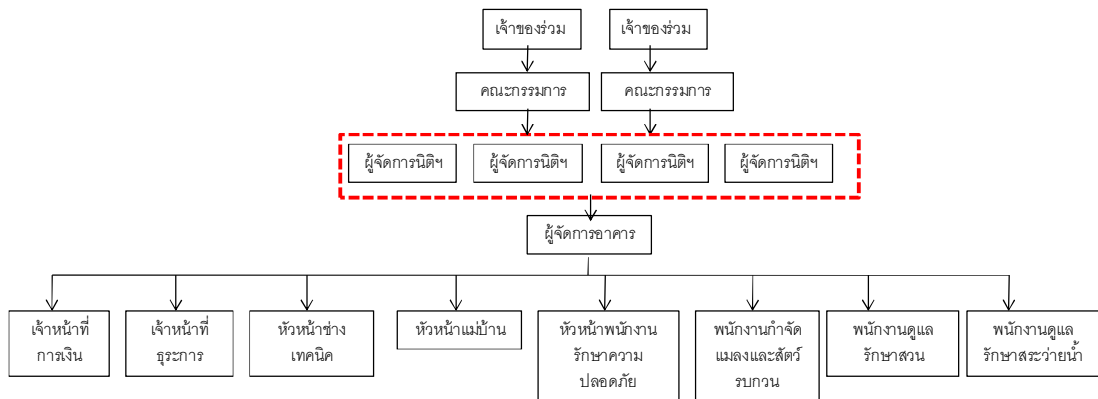 เจ้าของร่วม เจ้าของร่วม
คณะกรรมการ คณะกรรมการ
ผู้จัดการนิติฯ ผู้จัดการนิติฯ ผู้จัดการนิติฯ ผู้จัดการนิติฯ
ผู้จัดการอาคาร
เจ้าหน้าที่
การเงิน
เจ้าหน้าที่
ธุระการ
หัวหน้าช่าง
เทคนิค
หัวหน้าแม่บ้าน
หัวหน้าพนักงาน
รักษาความ
ปลอดภัย
พนักงานกำจัด
แมลงและสัตว์
รบกวน
พนักงานดูแล
รักษาสวน
พนักงานดูแล
รักษาสระว่ายน้ำ